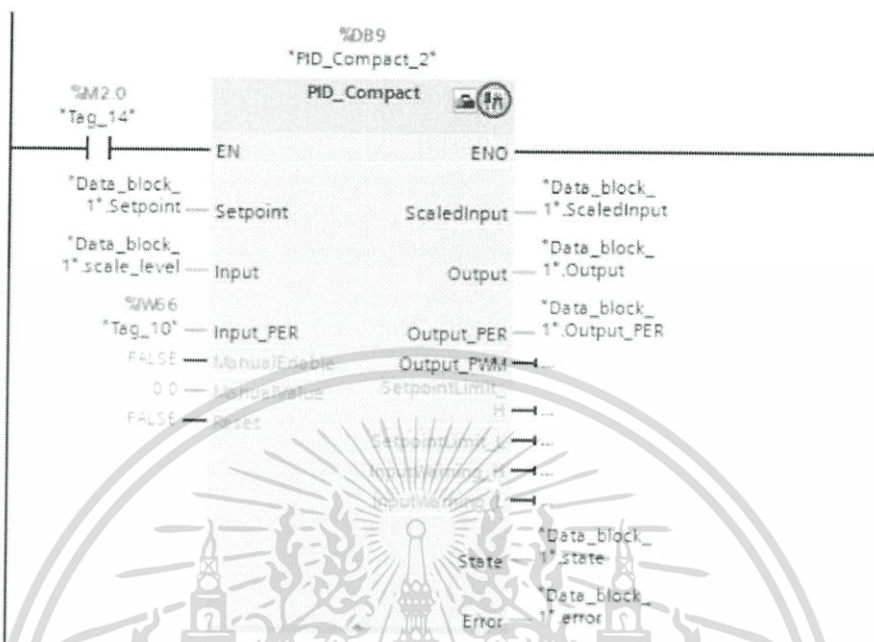 %DB9
"PID_Compact_2"
PID_Compact
%M2.0
"Tag_14"
EN
ENO
"Data_block_
1".Setpoint
Setpoint
ScaledInput
"Data_block_
1".ScaledInput
"Data_block_
1".scale_level
Input
Output
"Data_block_
1".Output
%IW66
"Tag_10"
Input_PER
Output_PER
"Data_block_
1".Output_PER
FALSE
ManualEnable
Output_PWM
...
0.0
ManualValue
SetpointLimit_
H
...
FALSE
Reset
SetpointLimit_L
...
InputWarning_H
...
InputWarning_L
...
State
"Data_block_
1".state
Error
"Data_block_
1".error